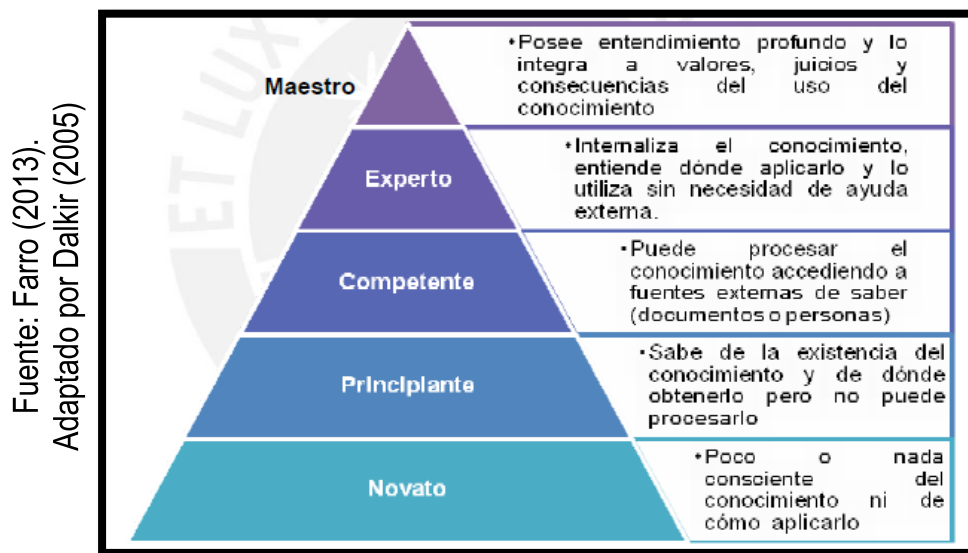 Fuente: Farro (2013).
Adaptado por Dalkir (2005)
ET LUX
Maestro
•Posee entendimiento profundo y lo
integra a valores, juicios y
consecuencias del uso del
conocimiento
Experto
•Internaliza el conocimiento,
entiende dónde aplicarlo y lo
utiliza sin necesidad de ayuda
externa.
Competente
•Puede procesar el
conocimiento accediendo a
fuentes externas de saber
(documentos o personas)
Principiante
•Sabe de la existencia del
conocimiento y de dónde
obtenerlo pero no puede
procesarlo
Novato
•Poco o nada
consciente del
conocimiento ni de
cómo aplicarlo